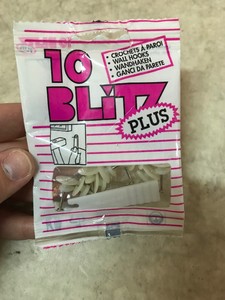 10
BLITZ
PLUS
• CROCHETS À PAROI
• WALL HOOKS
• WANDHAKEN
• GANCI DA PARETE